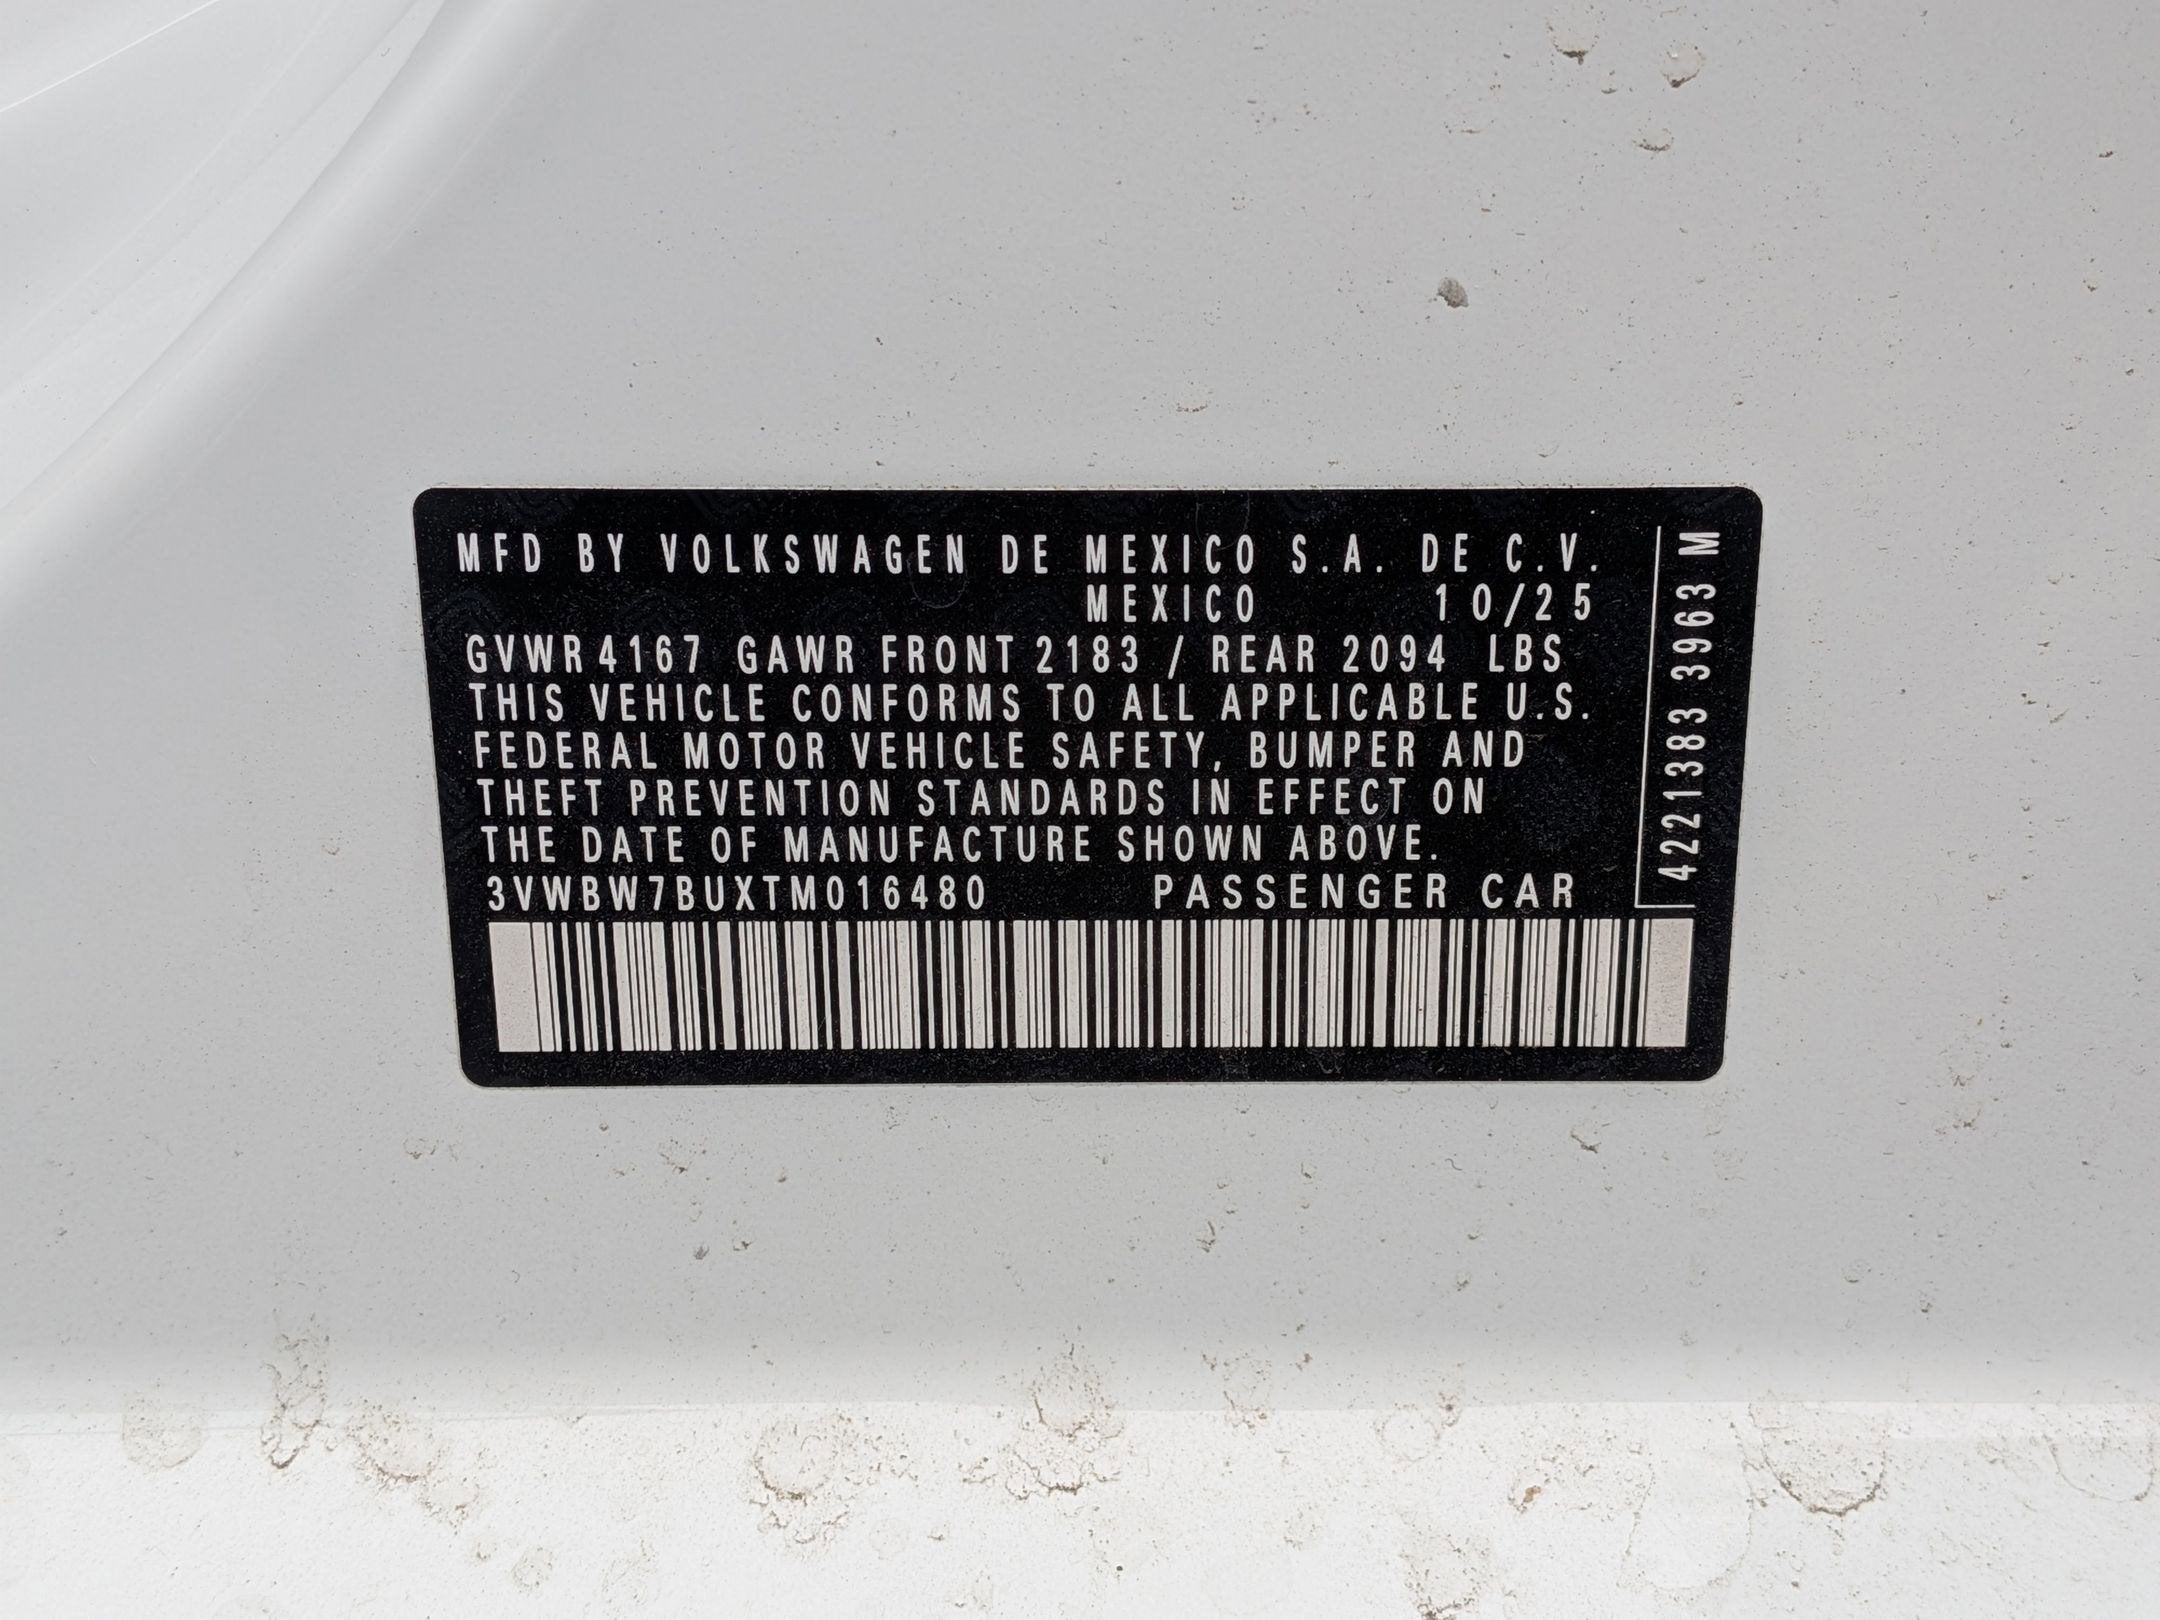 MFD BY VOLKSWAGEN DE MEXICO S.A. DE C.V.
MEXICO 10/25
GVWR 4167 GAWR FRONT 2183 / REAR 2094 LBS
THIS VEHICLE CONFORMS TO ALL APPLICABLE U.S.
FEDERAL MOTOR VEHICLE SAFETY, BUMPER AND
THEFT PREVENTION STANDARDS IN EFFECT ON
THE DATE OF MANUFACTURE SHOWN ABOVE.
3VWBW7BUXTM016480 PASSENGER CAR
4221383 3963 M